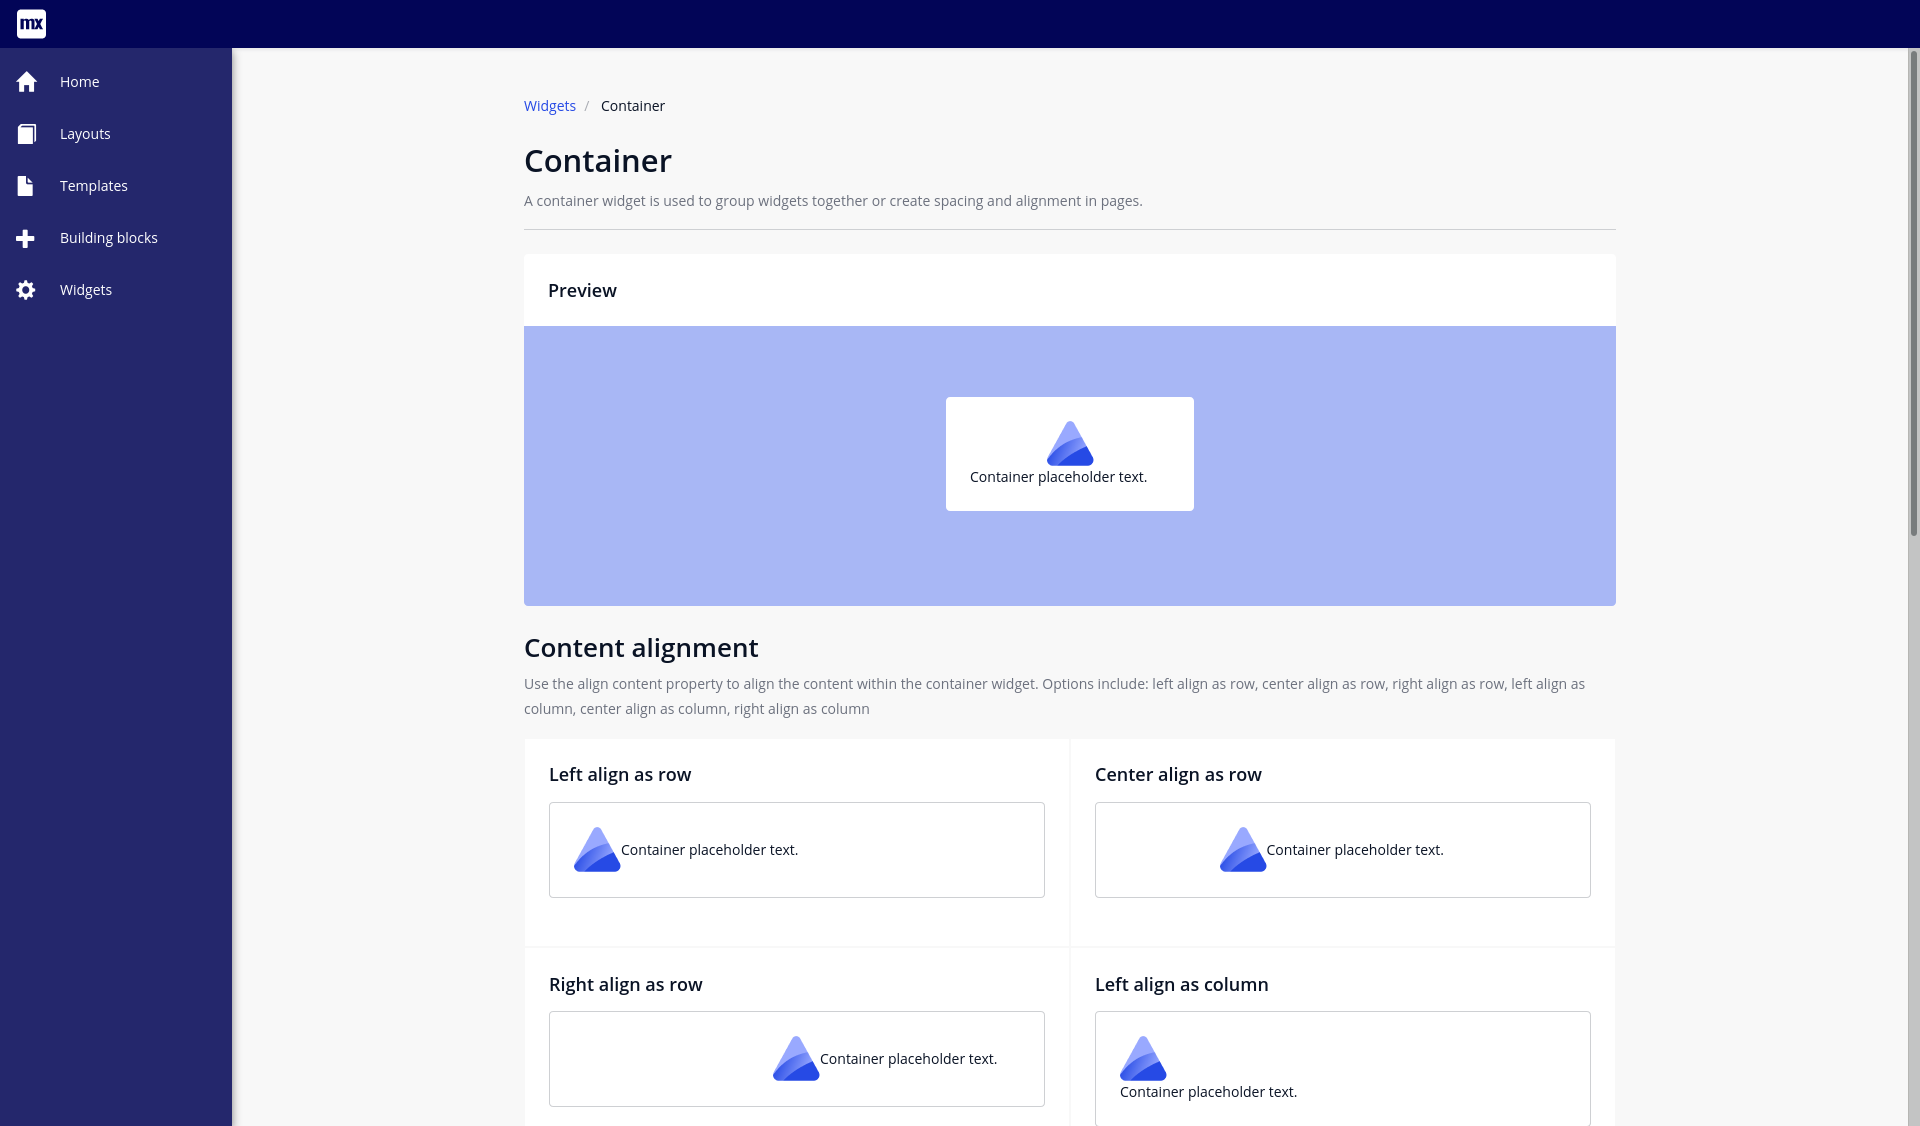 mx
Home
Layouts
Templates
Building blocks
Widgets
Widgets / Container
Container
A container widget is used to group widgets together or create spacing and alignment in pages.
Preview
Container placeholder text.
Content alignment
Use the align content property to align the content within the container widget. Options include: left align as row, center align as row, right align as row, left align as
column, center align as column, right align as column
Left align as row
Container placeholder text.
Center align as row
Container placeholder text.
Right align as row
Container placeholder text.
Left align as column
Container placeholder text.